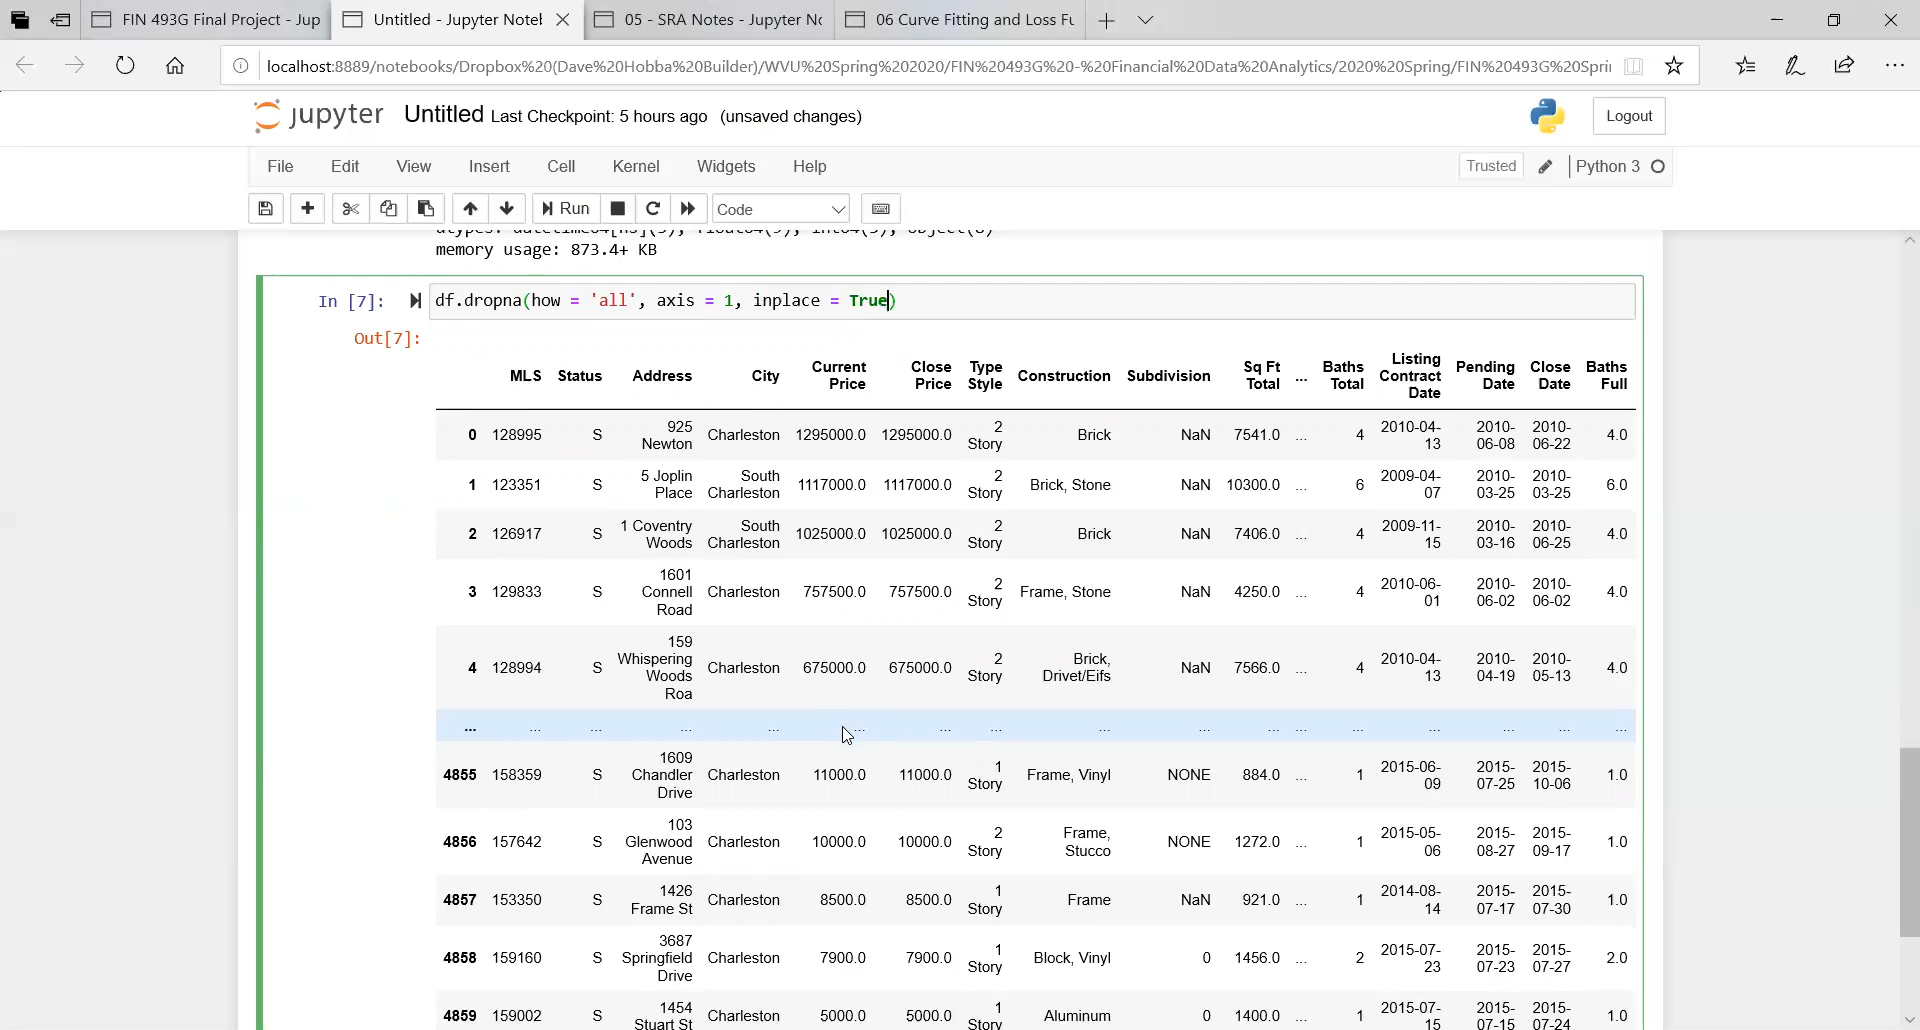 FIN 493G Final Project - Jup
Untitled - Jupyter Notel
05 - SRA Notes - Jupyter No
06 Curve Fitting and Loss Fu
localhost:8889/notebooks/Dropbox%20(Dave%20Hobba%20Builder)/WVU%20Spring%202020/FIN%20493G%20-%20Financial%20Data%20Analytics/2020%20Spring/FIN%20493G%20Spri
jupyter Untitled Last Checkpoint: 5 hours ago (unsaved changes)
Logout
File Edit View Insert Cell Kernel Widgets Help
Trusted Python 3
Run Code
dtypes: datetime64[ns](3), float64(9), int64(3), object(8)
memory usage: 873.4+ KB
In [7]: df.dropna(how = 'all', axis = 1, inplace = True)
Out[7]:
MLS Status Address City Current Price Close Price Type Style Construction Subdivision Sq Ft Total ... Baths Total Listing Contract Date Pending Date Close Date Baths Full
0 128995 S 925 Newton Charleston 1295000.0 1295000.0 2 Story Brick NaN 7541.0 ... 4 2010-04-13 2010-06-08 2010-06-22 4.0
1 123351 S 5 Joplin Place South Charleston 1117000.0 1117000.0 2 Story Brick, Stone NaN 10300.0 ... 6 2009-04-07 2010-03-25 2010-03-25 6.0
2 126917 S 1 Coventry Woods South Charleston 1025000.0 1025000.0 2 Story Brick NaN 7406.0 ... 4 2009-11-15 2010-03-16 2010-06-25 4.0
3 129833 S 1601 Connell Road Charleston 757500.0 757500.0 2 Story Frame, Stone NaN 4250.0 ... 4 2010-06-01 2010-06-02 2010-06-02 4.0
4 128994 S 159 Whispering Woods Roa Charleston 675000.0 675000.0 2 Story Brick, Drivet/Eifs NaN 7566.0 ... 4 2010-04-13 2010-04-19 2010-05-13 4.0
... ... ... ... ... ... ... ... ... ... ... ... ... ... ... ... ...
4855 158359 S 1609 Chandler Drive Charleston 11000.0 11000.0 1 Story Frame, Vinyl NONE 884.0 ... 1 2015-06-09 2015-07-25 2015-10-06 1.0
4856 157642 S 103 Glenwood Avenue Charleston 10000.0 10000.0 2 Story Frame, Stucco NONE 1272.0 ... 1 2015-05-06 2015-08-27 2015-09-17 1.0
4857 153350 S 1426 Frame St Charleston 8500.0 8500.0 1 Story Frame NaN 921.0 ... 1 2014-08-14 2015-07-17 2015-07-30 1.0
4858 159160 S 3687 Springfield Drive Charleston 7900.0 7900.0 1 Story Block, Vinyl 0 1456.0 ... 2 2015-07-23 2015-07-23 2015-07-27 2.0
4859 159002 S 1454 Stuart St Charleston 5000.0 5000.0 1 Story Aluminum 0 1400.0 ... 1 2015-07-15 2015-07-15 2015-07-24 1.0